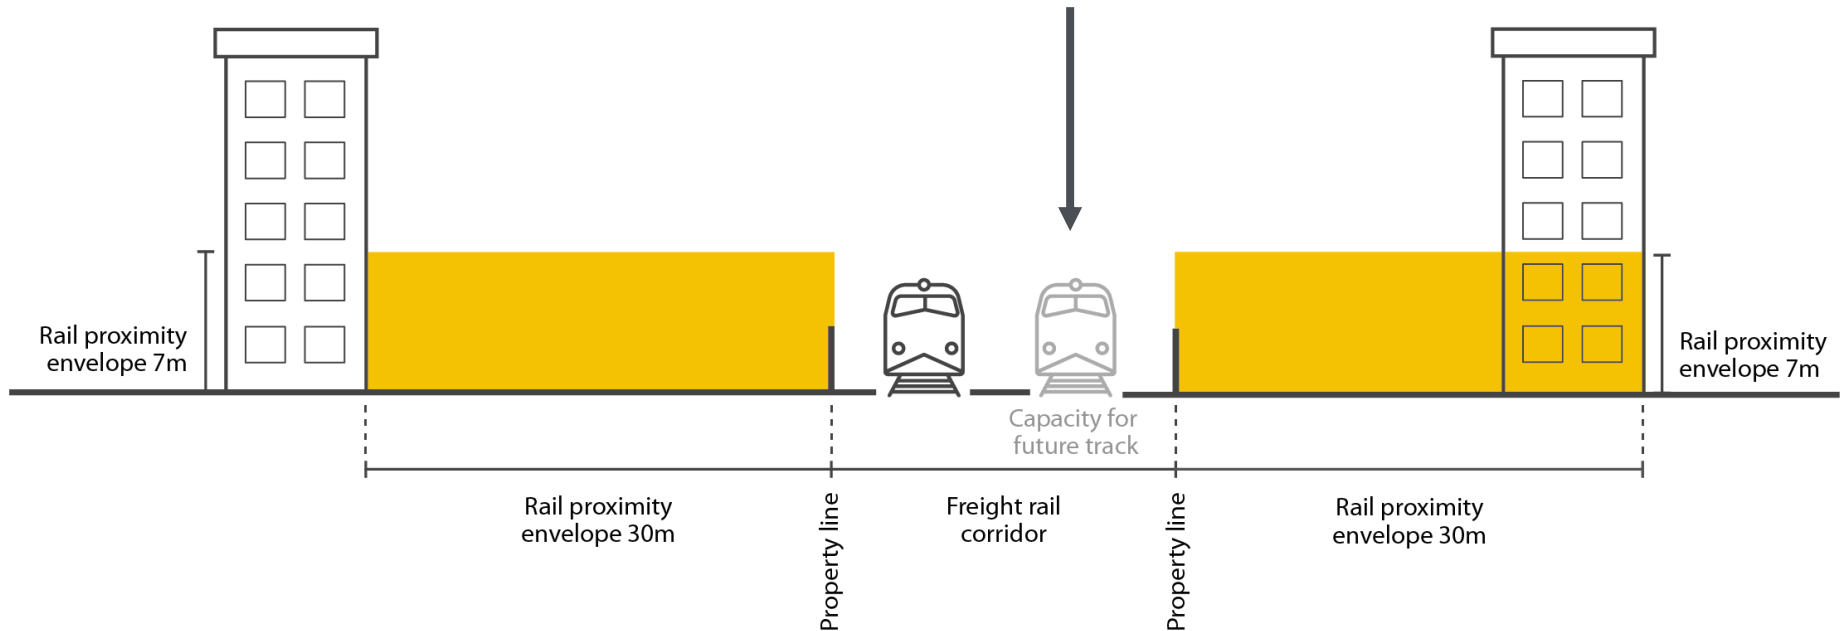 Rail proximity
envelope 7m
Rail proximity
envelope 7m
Capacity for
future track
Rail proximity
envelope 30m
Property line
Freight rail
corridor
Property line
Rail proximity
envelope 30m